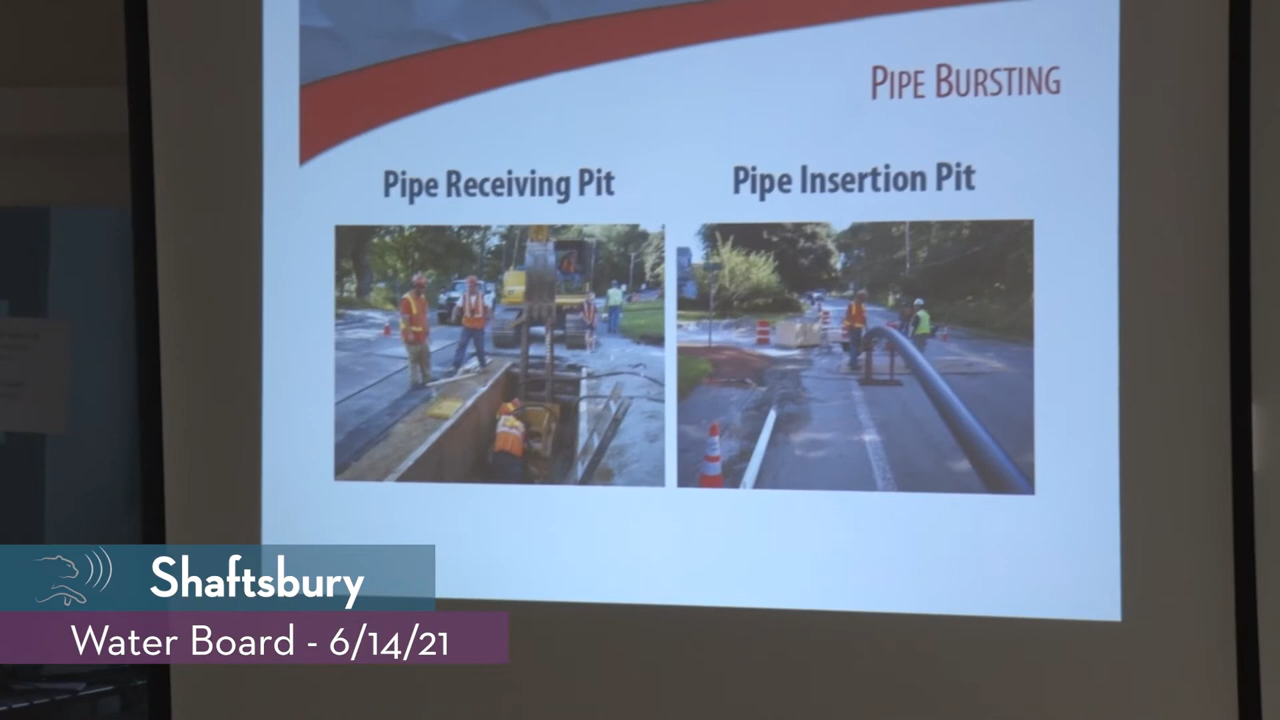 PIPE BURSTING
Pipe Receiving Pit
Pipe Insertion Pit
Shaftsbury
Water Board - 6/14/21